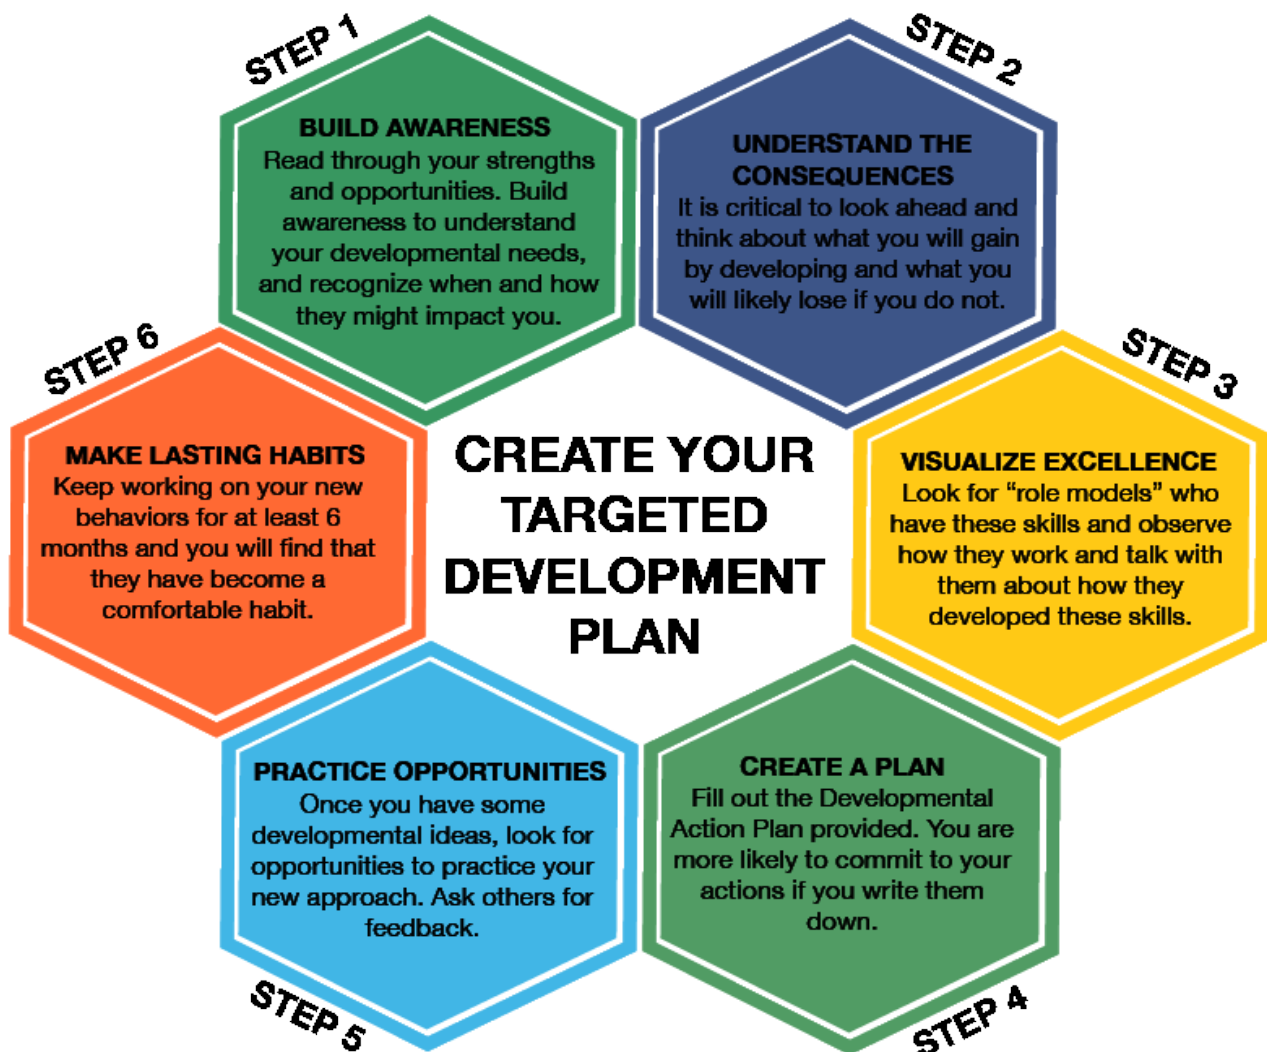 STEP 1
BUILD AWARENESS
Read through your strengths
and opportunities. Build
awareness to understand
your developmental needs,
and recognize when and how
they might impact you.
STEP 2
UNDERSTAND THE
CONSEQUENCES
It is critical to look ahead and
think about what you will gain
by developing and what you
will likely lose if you do not.
STEP 3
VISUALIZE EXCELLENCE
Look for “role models” who
have these skills and observe
how they work and talk with
them about how they
developed these skills.
STEP 4
CREATE A PLAN
Fill out the Developmental
Action Plan provided. You are
more likely to commit to your
actions if you write them
down.
STEP 5
PRACTICE OPPORTUNITIES
Once you have some
developmental ideas, look for
opportunities to practice your
new approach. Ask others for
feedback.
STEP 6
MAKE LASTING HABITS
Keep working on your new
behaviors for at least 6
months and you will find that
they have become a
comfortable habit.
CREATE YOUR
TARGETED
DEVELOPMENT
PLAN